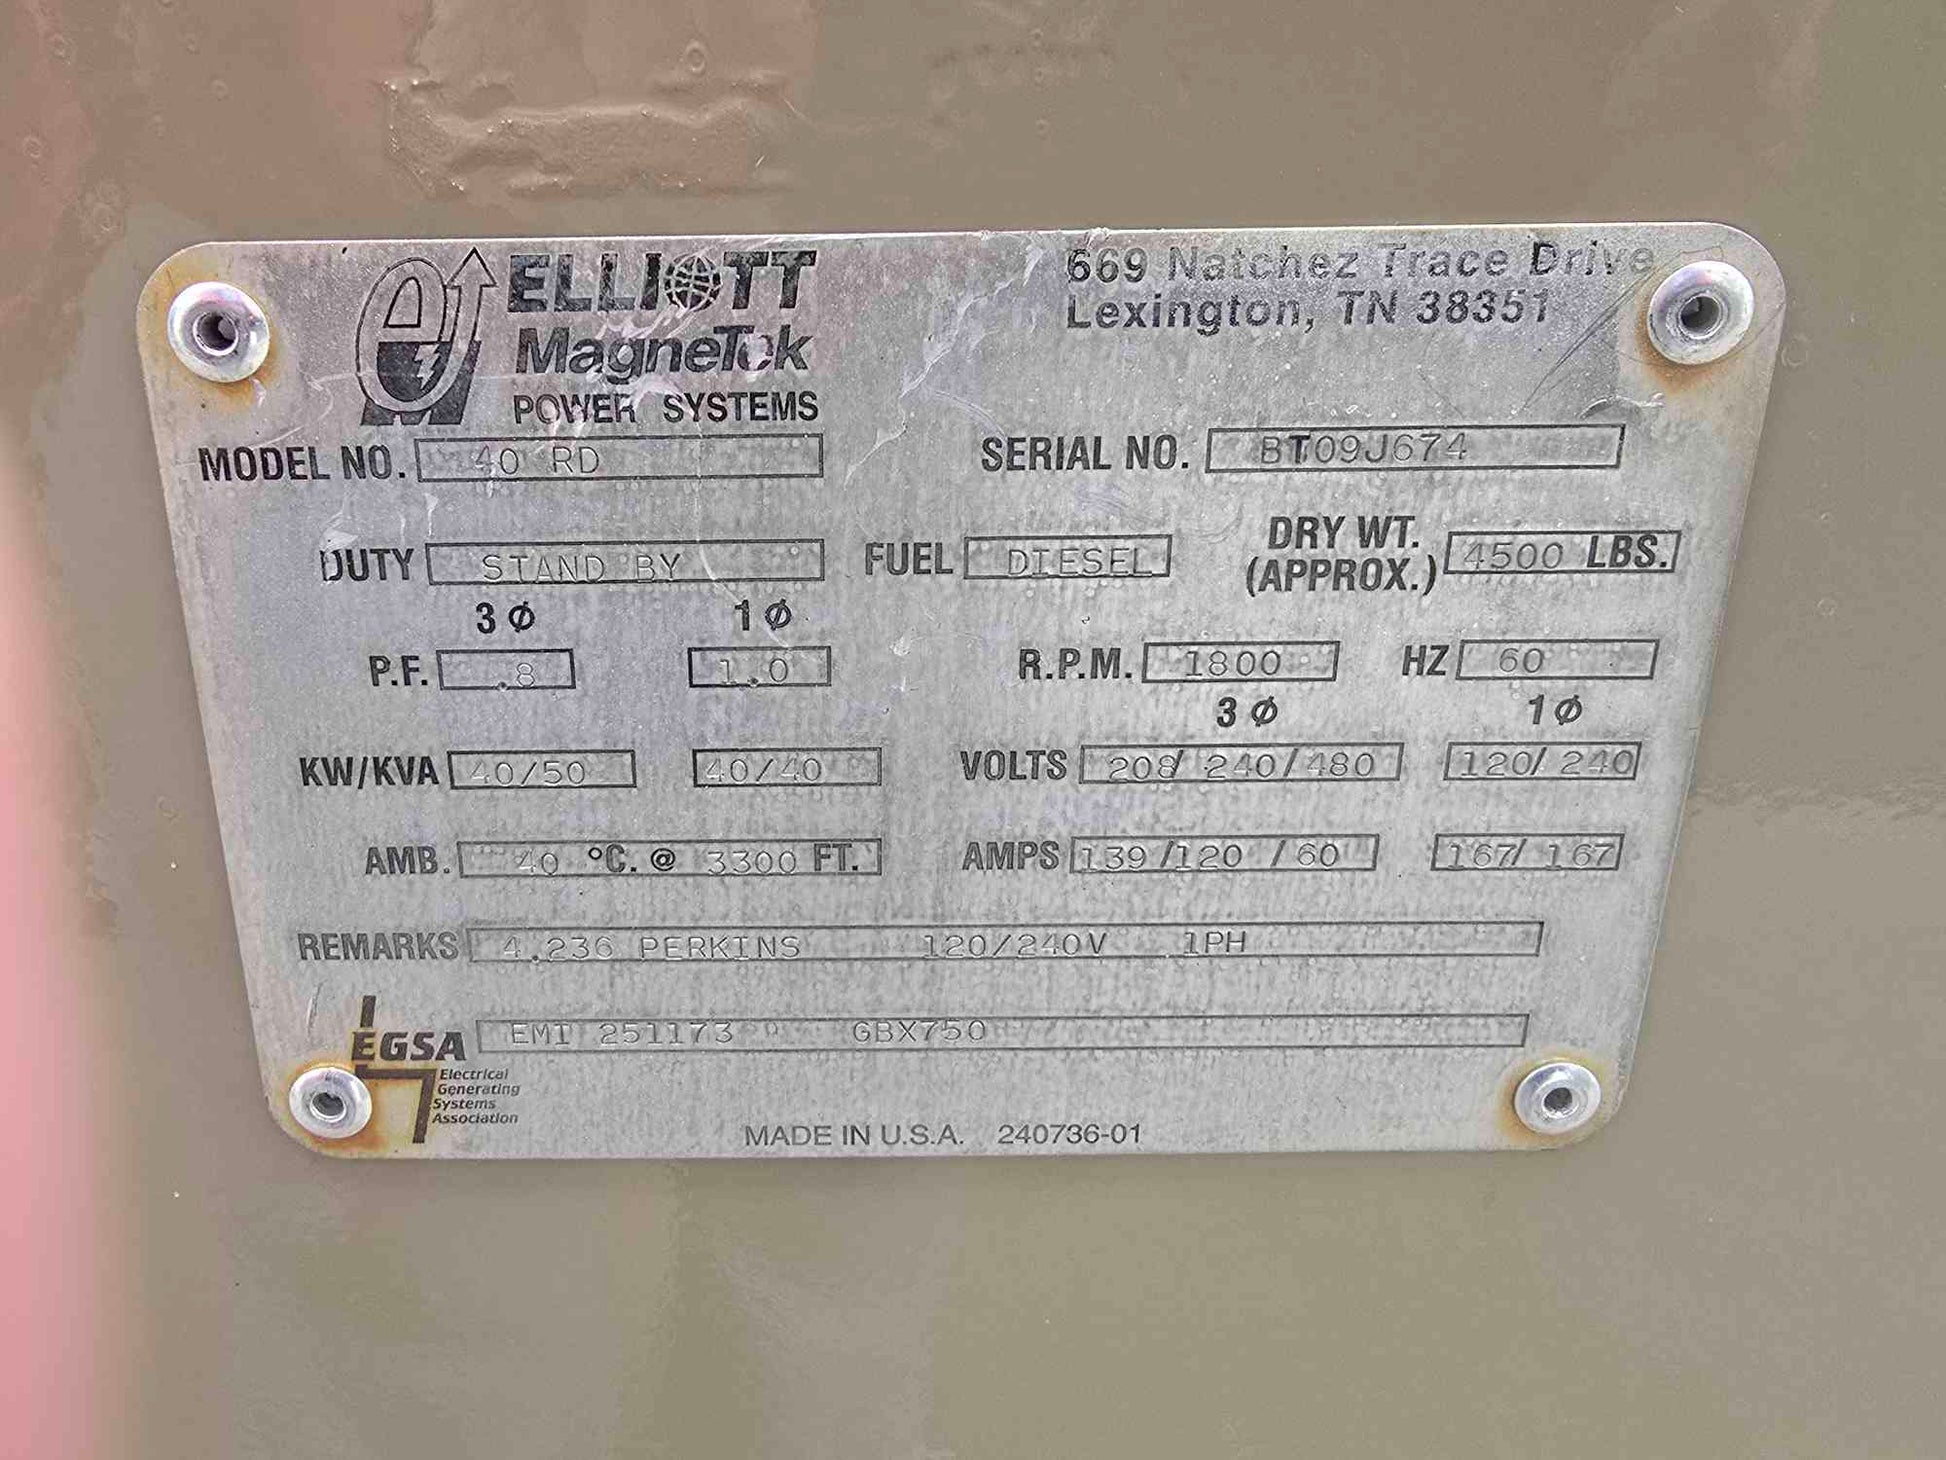 ELLIOTT
MagneTek
POWER SYSTEMS
669 Natchez Trace Drive
Lexington, TN 38351
MODEL NO. 40 RD SERIAL NO. BT09J674
DUTY STAND BY FUEL DIESEL DRY WT. (APPROX.) 4500 LBS.
3 Ø 1 Ø
P.F. .8 1.0 R.P.M. 1800 HZ 60
3 Ø 1 Ø
KW/KVA 40/50 40/40 VOLTS 208/ 240/480 120/ 240
AMB. 40 °C. @ 3300 FT. AMPS 139/120 /60 167/ 167
REMARKS 4.236 PERKINS 120/240V 1PH
EGSA EMI 251173 GBX750
Electrical
Generating
Systems
Association
MADE IN U.S.A. 240736-01